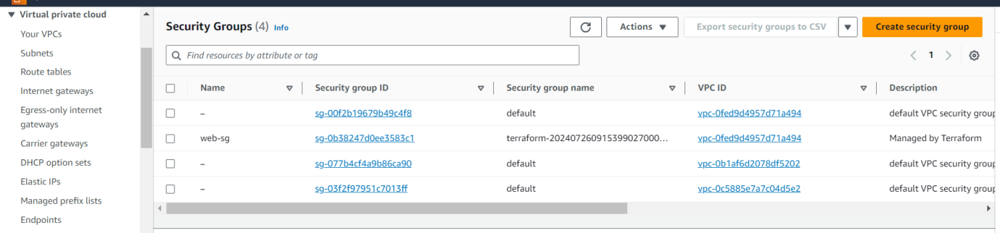 Virtual private cloud
Your VPCs
Subnets
Route tables
Internet gateways
Egress-only internet
gateways
Carrier gateways
DHCP option sets
Elastic IPs
Managed prefix lists
Endpoints
Security Groups (4) Info
Actions
Export security groups to CSV
Create security group
Find resources by attribute or tag
1
Name Security group ID Security group name VPC ID Description
– sg-00f2b19679b49c4f8 default vpc-0fed9d4957d71a494 default VPC security group
web-sg sg-0b38247d0ee3583c1 terraform-202407260915399027000... vpc-0fed9d4957d71a494 Managed by Terraform
– sg-077b4cf4a9b86ca90 default vpc-0b1af6d2078df5202 default VPC security group
– sg-03f2f97951c7013ff default vpc-0c5885e7a7c04d5e2 default VPC security group